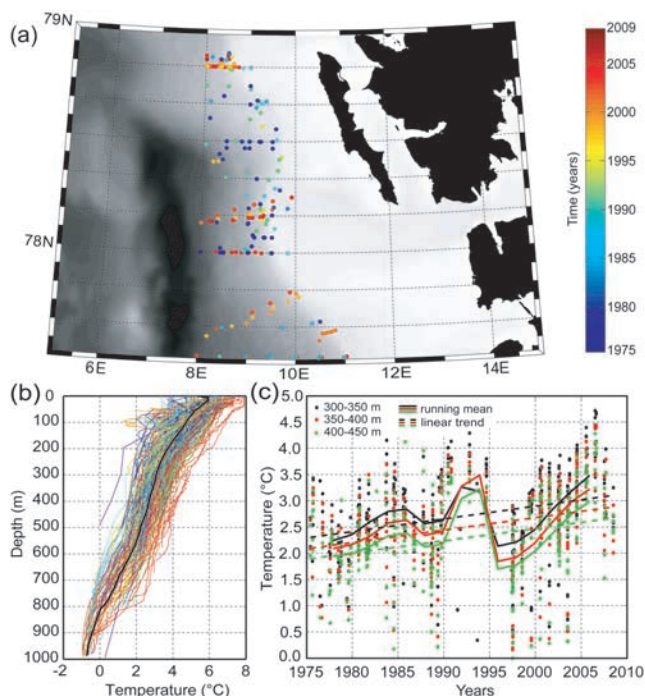 (a)
79N
78N
6E 8E 10E 12E 14E
2009
2005
2000
1995
1990
1985
1980
1975
Time (years)
(b)
0
100
200
300
400
500
600
700
800
900
1000
Depth (m)
-2 0 2 4 6 8
Temperature (°C)
(c)
5.0
4.5
4.0
3.5
3.0
2.5
2.0
1.5
1.0
0.5
0.0
Temperature (°C)
300-350 m
350-400 m
400-450 m
running mean
linear trend
1975 1980 1985 1990 1995 2000 2005 2010
Years